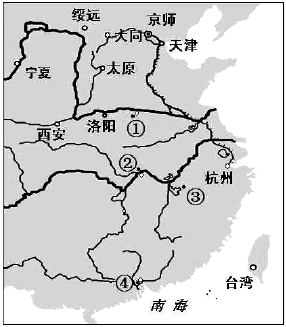 绥远
京师
大同
天津
宁夏
太原
西安
洛阳
①
②
杭州
③
④
台湾
南海